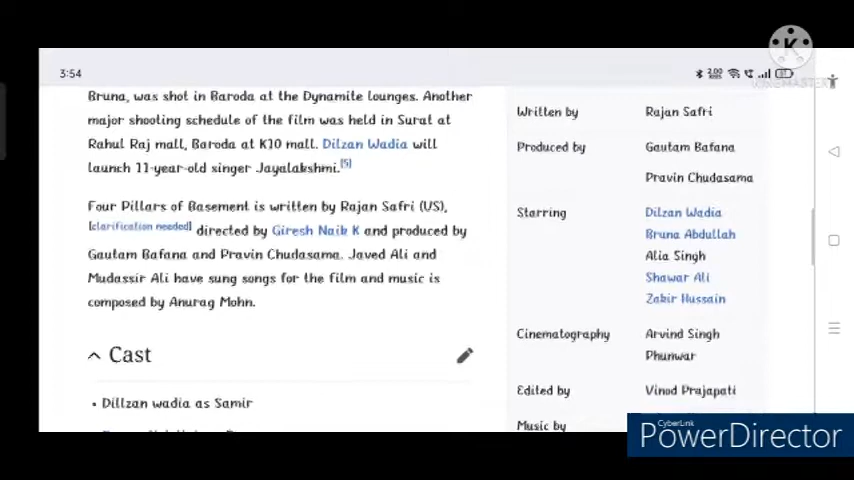 3:54
Bruna, was shot in Baroda at the Dynamite lounges. Another
major shooting schedule of the film was held in Surat at
Rahul Raj mall, Baroda at K10 mall. Dilzan Wadia will
launch 11-year-old singer Jayalakshmi.[5]
Four Pillars of Basement is written by Rajan Safri (US),
[clarification needed] directed by Giresh Naik K and produced by
Gautam Bafana and Pravin Chudasama. Javed Ali and
Mudassir Ali have sung songs for the film and music is
composed by Anurag Mohn.
Cast
• Dillzan wadia as Samir
Written by Rajan Safri
Produced by Gautam Bafana
Pravin Chudasama
Starring Dilzan Wadia
Bruna Abdullah
Alia Singh
Shawar Ali
Zakir Hussain
Cinematography Arvind Singh
Phunwar
Edited by Vinod Prajapati
Music by
K
KINEMASTER
CyberLink
PowerDirector